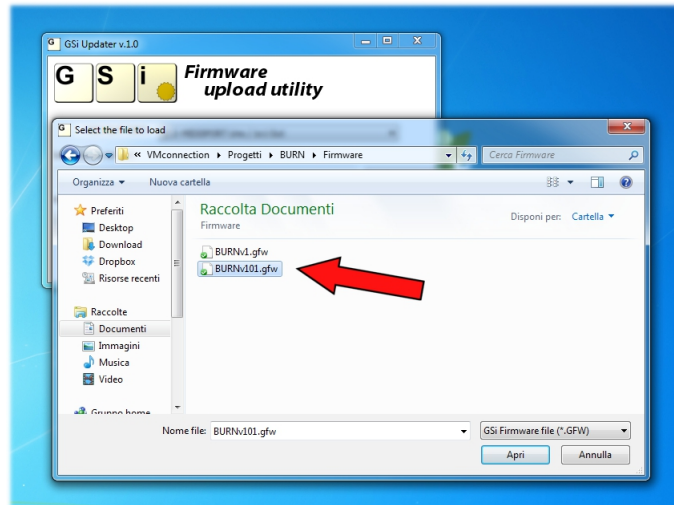 GSi Updater v.1.0
G S i
Firmware
upload utility
Select the file to load
« VMconnection Progetti BURN Firmware
Cerca Firmware
Organizza Nuova cartella
Preferiti
Desktop
Download
Dropbox
Risorse recenti
Raccolte
Documenti
Immagini
Musica
Video
Gruppo home
Raccolta Documenti
Firmware
Disponi per: Cartella
BURNv1.gfw
BURNv101.gfw
Nome file: BURNv101.gfw
GSi Firmware file (*.GFW)
Apri Annulla